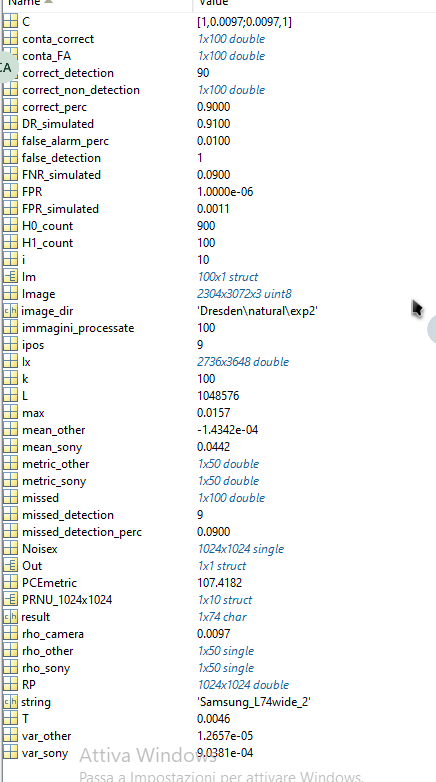 Name Value
C [1,0.0097;0.0097,1]
conta_correct 1x100 double
conta_FA 1x100 double
CA
correct_detection 90
correct_non_detection 1x100 double
correct_perc 0.9000
DR_simulated 0.9100
false_alarm_perc 0.0100
false_detection 1
FNR_simulated 0.0900
FPR 1.0000e-06
FPR_simulated 0.0011
H0_count 900
H1_count 100
i 10
Im 100x1 struct
Image 2304x3072x3 uint8
image_dir 'Dresden\natural\exp2'
immagini_processate 100
ipos 9
Ix 2736x3648 double
k 100
L 1048576
max 0.0157
mean_other -1.4342e-04
mean_sony 0.0442
metric_other 1x50 double
metric_sony 1x50 double
missed 1x100 double
missed_detection 9
missed_detection_perc 0.0900
Noisex 1024x1024 single
Out 1x1 struct
PCEmetric 107.4182
PRNU_1024x1024 1x10 struct
result 1x74 char
rho_camera 0.0097
rho_other 1x50 single
rho_sony 1x50 single
RP 1024x1024 double
string 'Samsung_L74wide_2'
T 0.0046
var_other 1.2657e-05
var_sony 9.0381e-04
Attiva Windows
Passa a Impostazioni per attivare Windows.